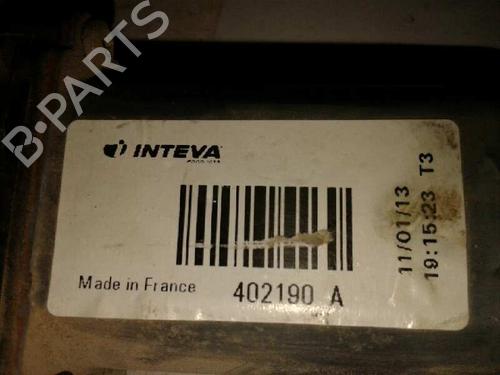 B-PARTS
INTEVA
Made in France
402190 A
11/01/13
19:15:23 T3